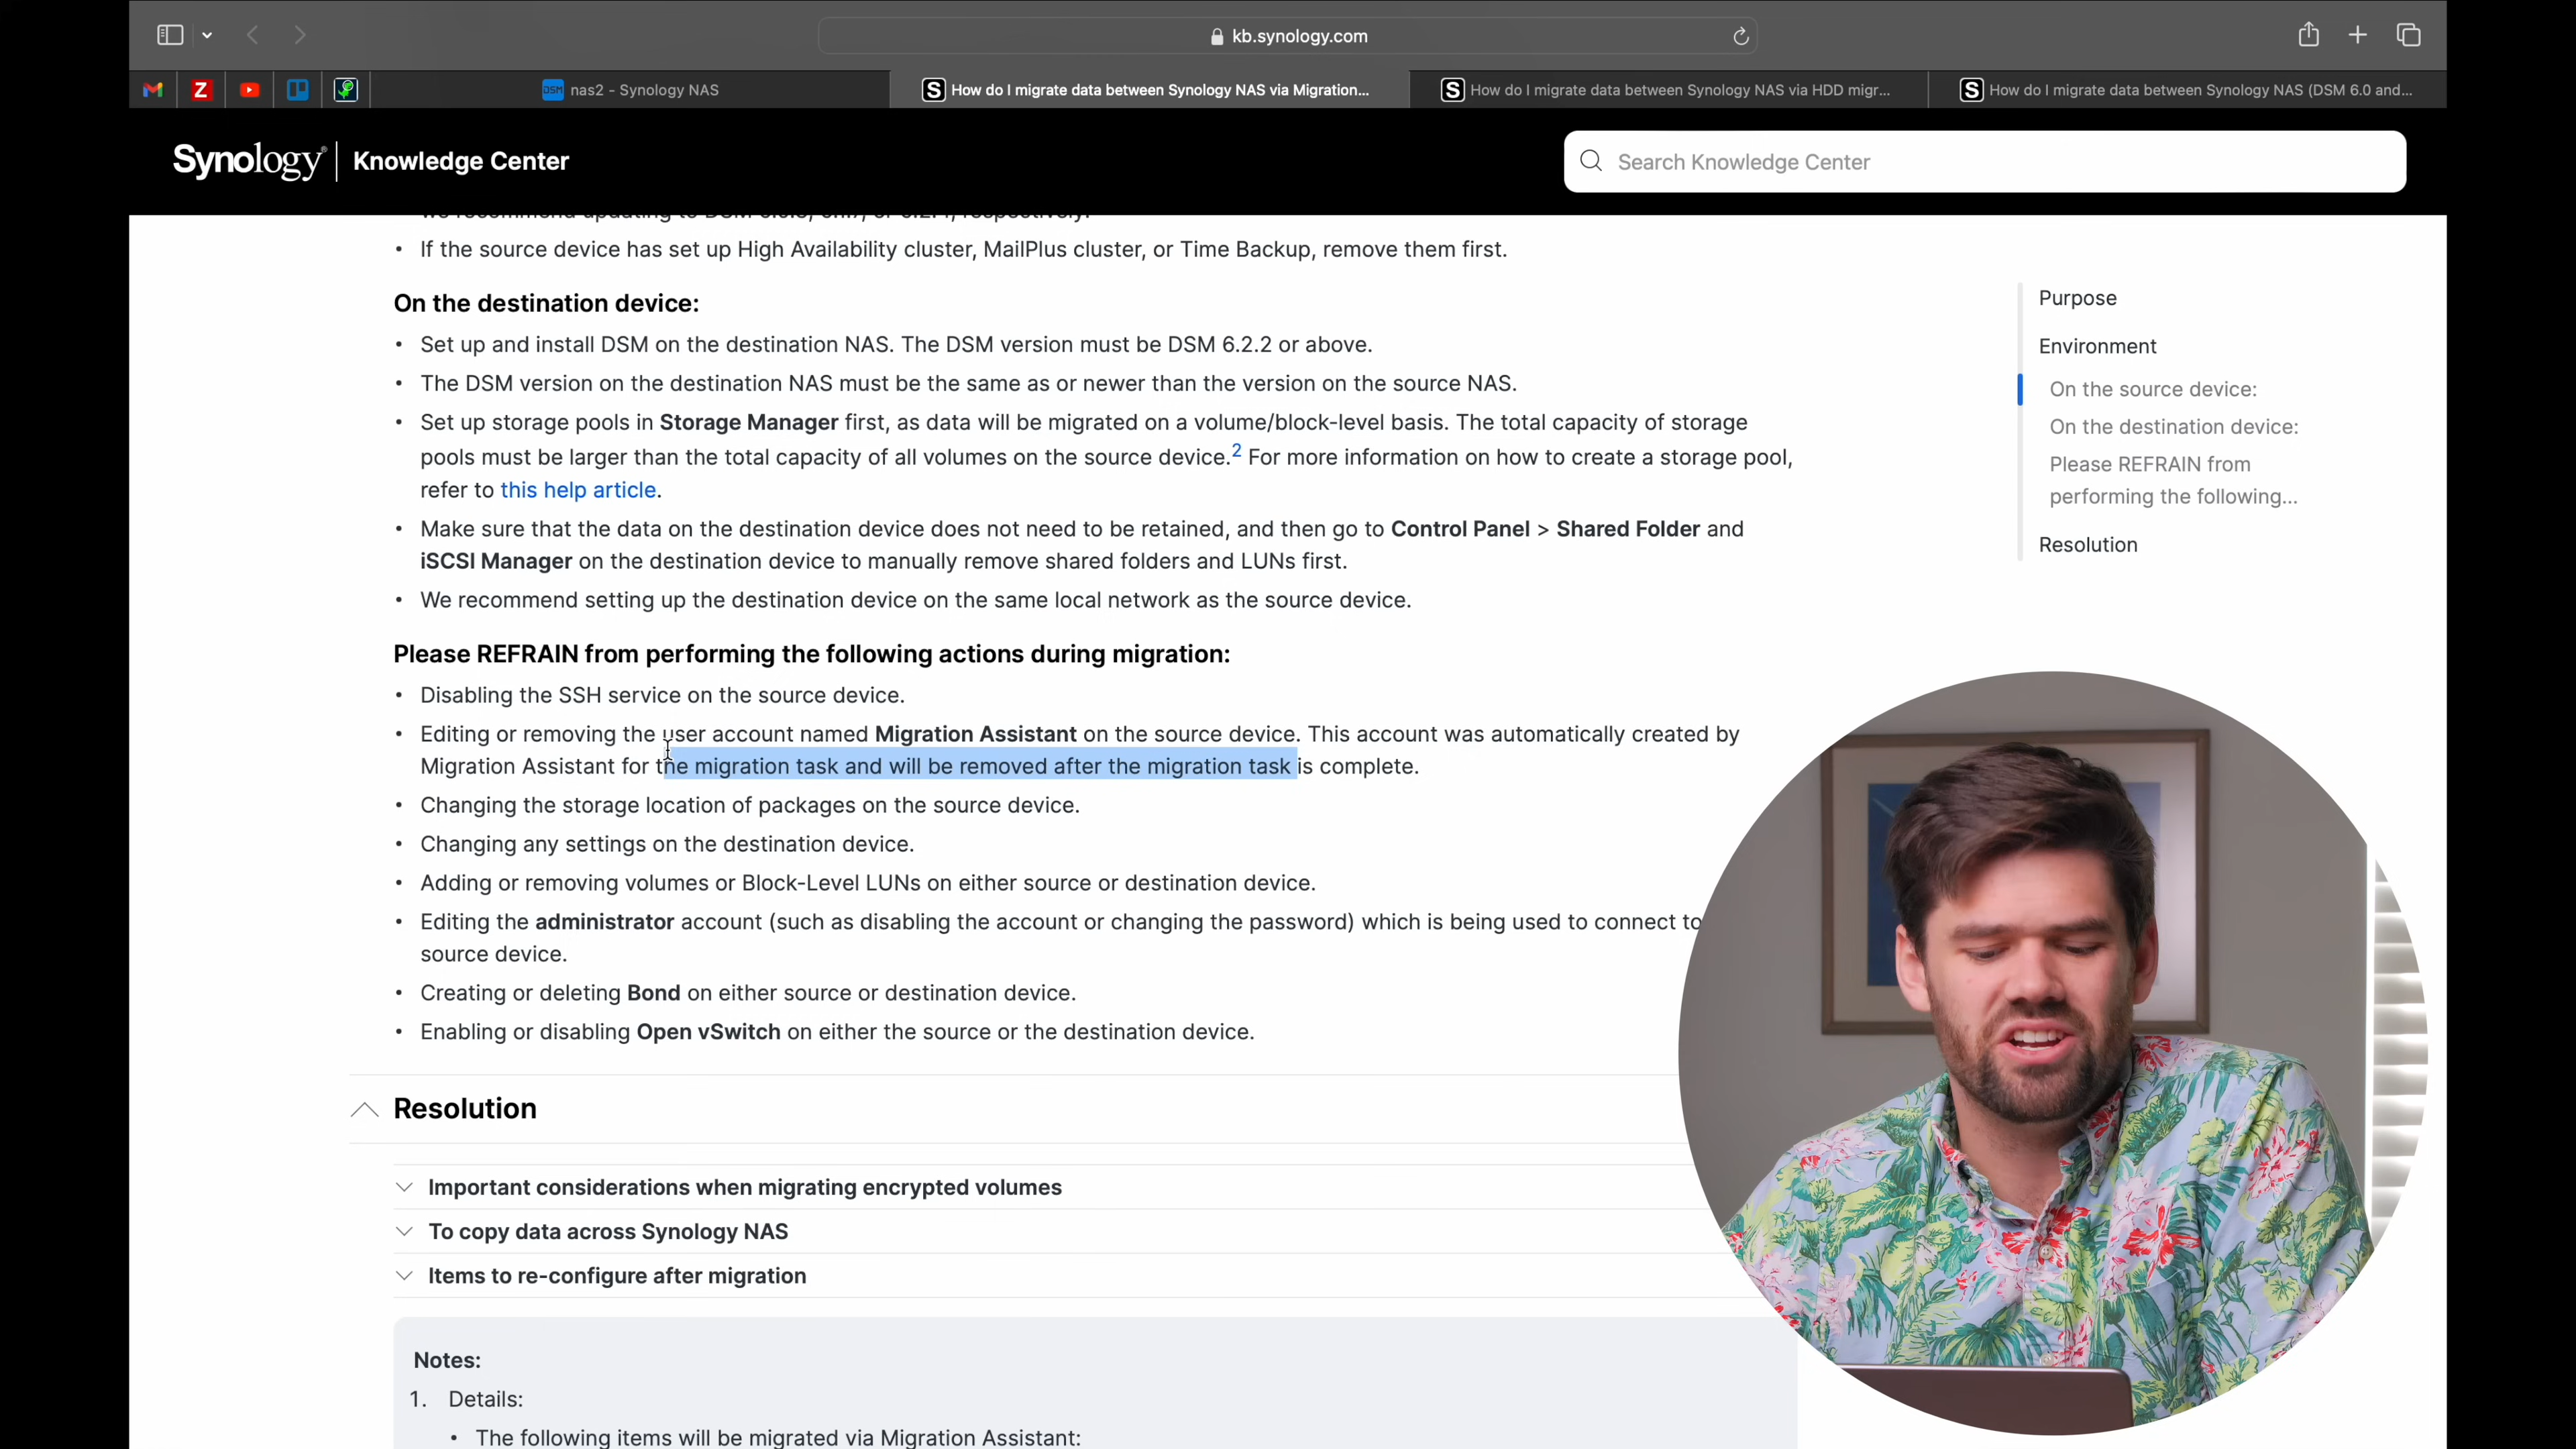 kb.synology.com
nas2 - Synology NAS
How do I migrate data between Synology NAS via Migration...
How do I migrate data between Synology NAS via HDD migr...
How do I migrate data between Synology NAS (DSM 6.0 and...
Synology
Knowledge Center
Search Knowledge Center
• If the source device has set up High Availability cluster, MailPlus cluster, or Time Backup, remove them first.
On the destination device:
• Set up and install DSM on the destination NAS. The DSM version must be DSM 6.2.2 or above.
• The DSM version on the destination NAS must be the same as or newer than the version on the source NAS.
• Set up storage pools in Storage Manager first, as data will be migrated on a volume/block-level basis. The total capacity of storage
pools must be larger than the total capacity of all volumes on the source device.2 For more information on how to create a storage pool,
refer to this help article.
• Make sure that the data on the destination device does not need to be retained, and then go to Control Panel > Shared Folder and
iSCSI Manager on the destination device to manually remove shared folders and LUNs first.
• We recommend setting up the destination device on the same local network as the source device.
Please REFRAIN from performing the following actions during migration:
• Disabling the SSH service on the source device.
• Editing or removing the user account named Migration Assistant on the source device. This account was automatically created by
Migration Assistant for the migration task and will be removed after the migration task is complete.
• Changing the storage location of packages on the source device.
• Changing any settings on the destination device.
• Adding or removing volumes or Block-Level LUNs on either source or destination device.
• Editing the administrator account (such as disabling the account or changing the password) which is being used to connect to
source device.
• Creating or deleting Bond on either source or destination device.
• Enabling or disabling Open vSwitch on either the source or the destination device.
Resolution
Important considerations when migrating encrypted volumes
To copy data across Synology NAS
Items to re-configure after migration
Notes:
1. Details:
• The following items will be migrated via Migration Assistant:
Purpose
Environment
On the source device:
On the destination device:
Please REFRAIN from
performing the following...
Resolution